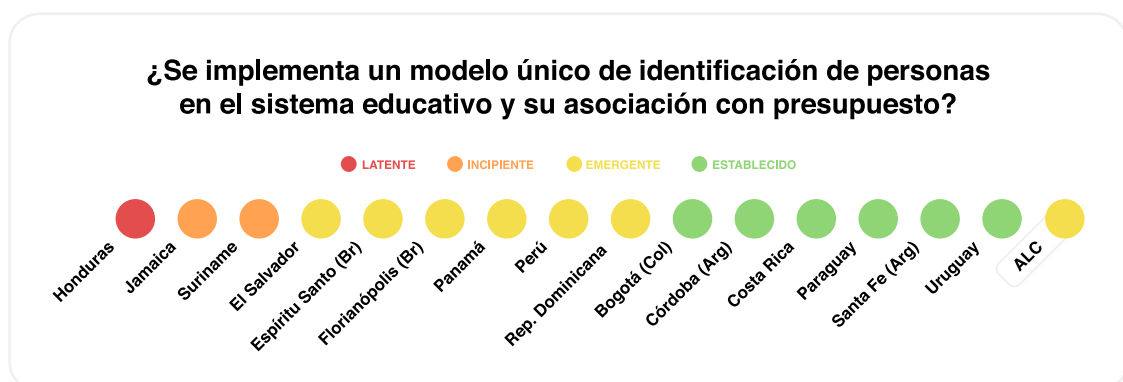 ¿Se implementa un modelo único de identificación de personas
en el sistema educativo y su asociación con presupuesto?
LATENTE
INCIPIENTE
EMERGENTE
ESTABLECIDO
Honduras
Jamaica
Suriname
El Salvador
Espíritu Santo (Br)
Florianópolis (Br)
Panamá
Perú
Rep. Dominicana
Bogotá (Col)
Córdoba (Arg)
Costa Rica
Paraguay
Santa Fe (Arg)
Uruguay
ALC